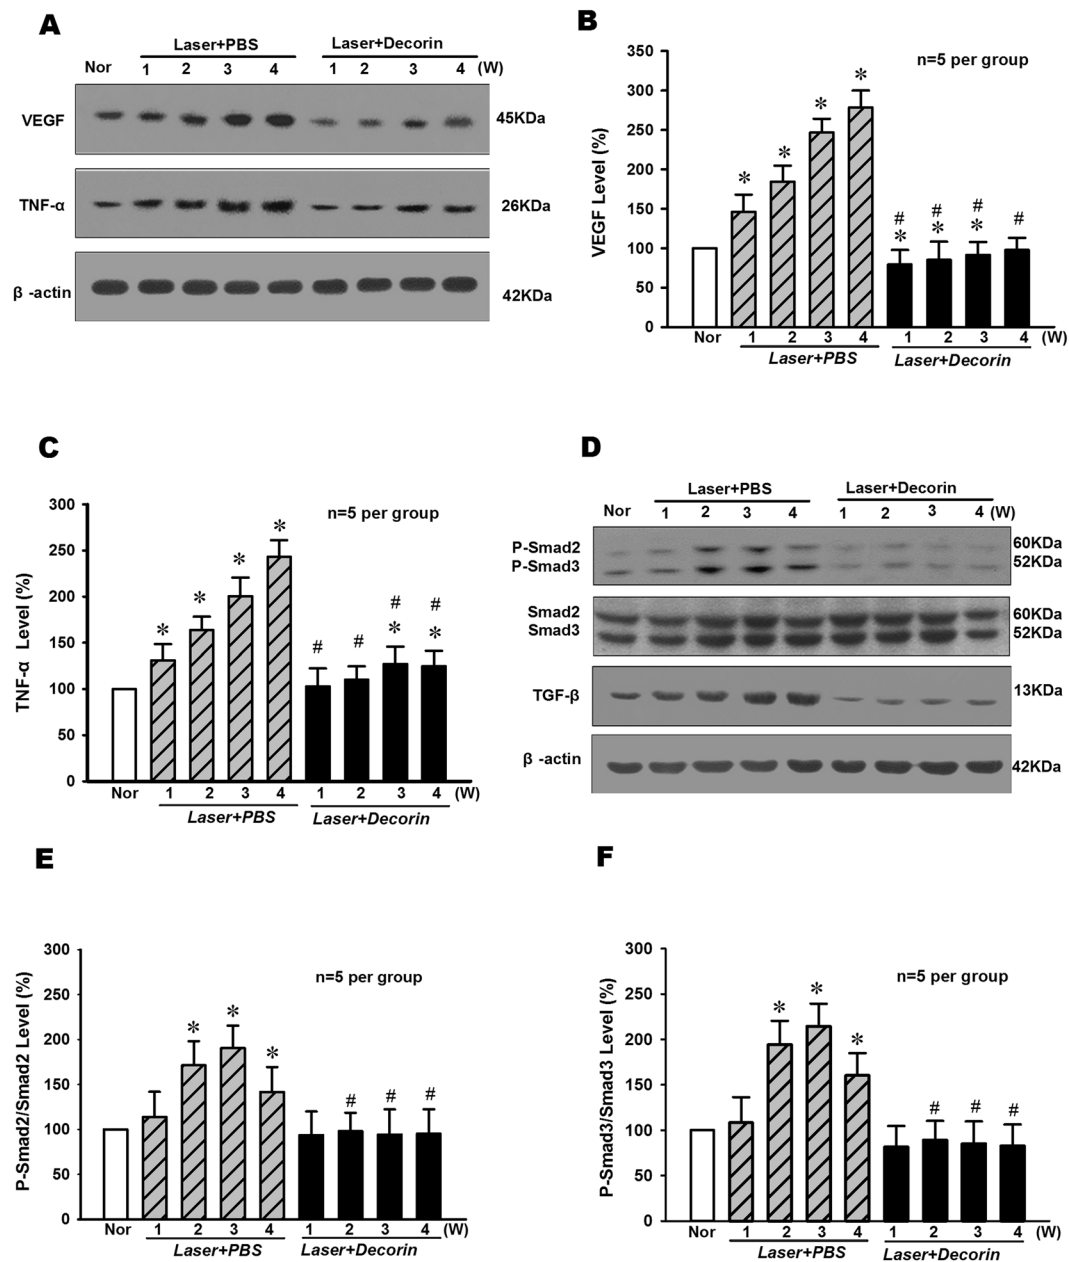 A
Laser+PBS Laser+Decorin
Nor 1 2 3 4 1 2 3 4 (W)
VEGF 45KDa
TNF-α 26KDa
β -actin 42KDa
B
n=5 per group
VEGF Level (%)
350
300
250
200
150
100
50
0
* * * * # * # * # * #
Nor 1 2 3 4 1 2 3 4 (W)
Laser+PBS Laser+Decorin
C
n=5 per group
TNF-α Level (%)
300
250
200
150
100
50
0
* * * * # # # * # *
Nor 1 2 3 4 1 2 3 4 (W)
Laser+PBS Laser+Decorin
D
Laser+PBS Laser+Decorin
Nor 1 2 3 4 1 2 3 4 (W)
P-Smad2 60KDa
P-Smad3 52KDa
Smad2 60KDa
Smad3 52KDa
TGF-β 13KDa
β -actin 42KDa
E
n=5 per group
P-Smad2/Smad2 Level (%)
300
250
200
150
100
50
0
* * * # # #
Nor 1 2 3 4 1 2 3 4 (W)
Laser+PBS Laser+Decorin
F
n=5 per group
P-Smad3/Smad3 Level (%)
300
250
200
150
100
50
0
* * * # # #
Nor 1 2 3 4 1 2 3 4 (W)
Laser+PBS Laser+Decorin